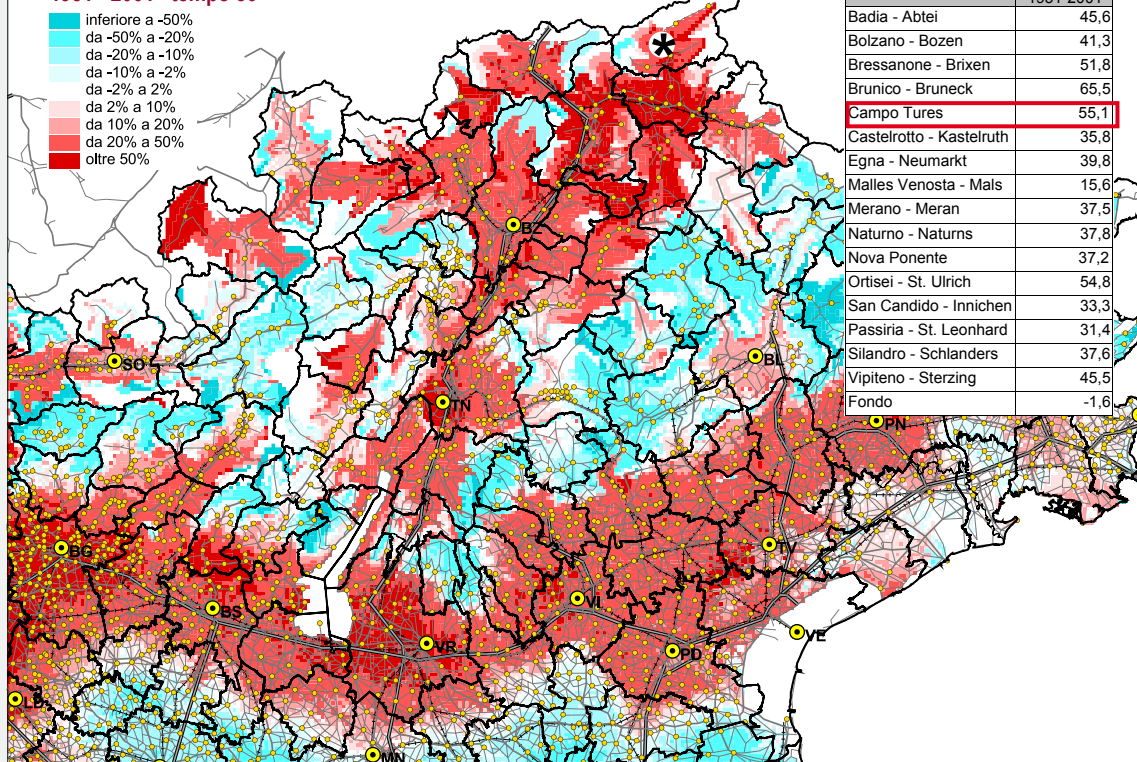 inferiore a -50%
da -50% a -20%
da -20% a -10%
da -10% a -2%
da -2% a 2%
da 2% a 10%
da 10% a 20%
da 20% a 50%
oltre 50%
Badia - Abtei 45,6
Bolzano - Bozen 41,3
Bressanone - Brixen 51,8
Brunico - Bruneck 65,5
Campo Tures 55,1
Castelrotto - Kastelruth 35,8
Egna - Neumarkt 39,8
Malles Venosta - Mals 15,6
Merano - Meran 37,5
Naturno - Naturns 37,8
Nova Ponente 37,2
Ortisei - St. Ulrich 54,8
San Candido - Innichen 33,3
Passiria - St. Leonhard 31,4
Silandro - Schlanders 37,6
Vipiteno - Sterzing 45,5
Fondo -1,6
*
BZ
BL
SO
TN
PN
BG
TV
BS
VI
VE
VR
PD
LD
MN